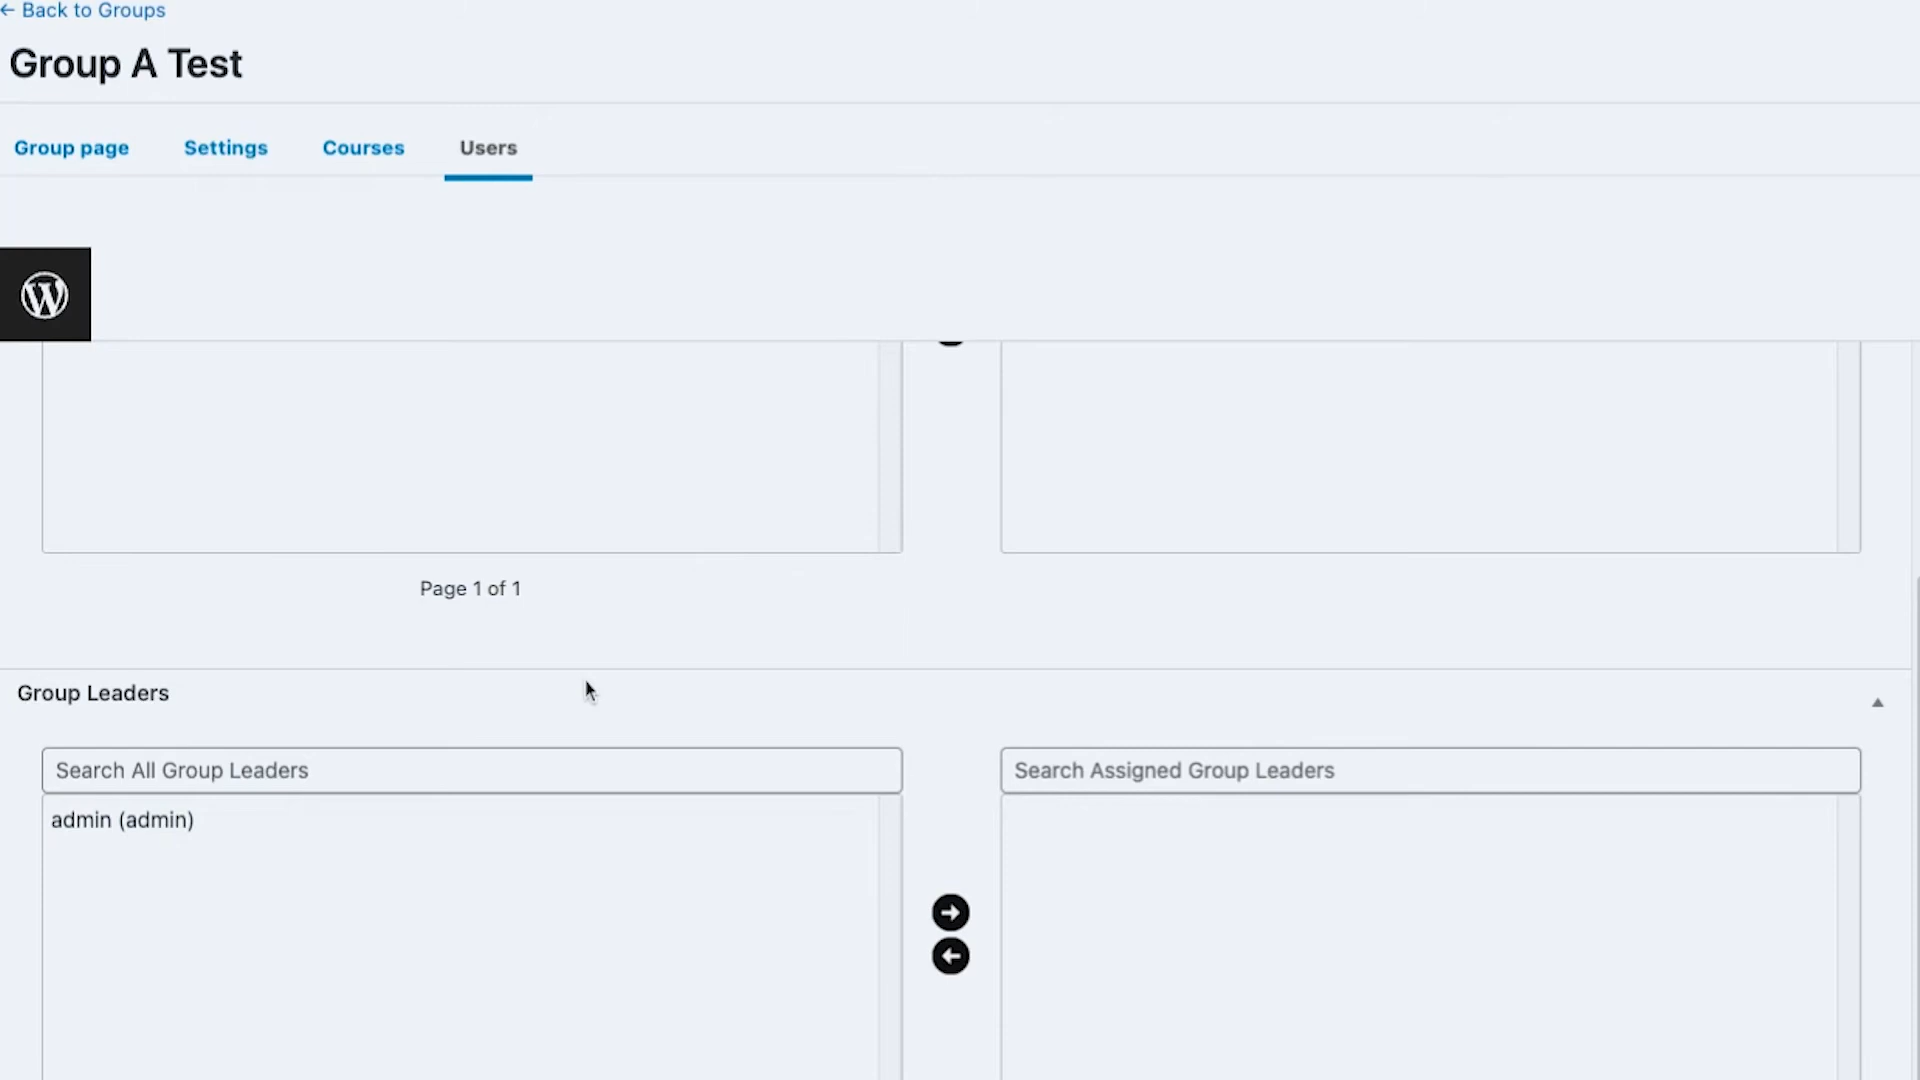 ← Back to Groups
Group A Test
Group page Settings Courses Users
Page 1 of 1
Group Leaders
Search All Group Leaders
Search Assigned Group Leaders
admin (admin)